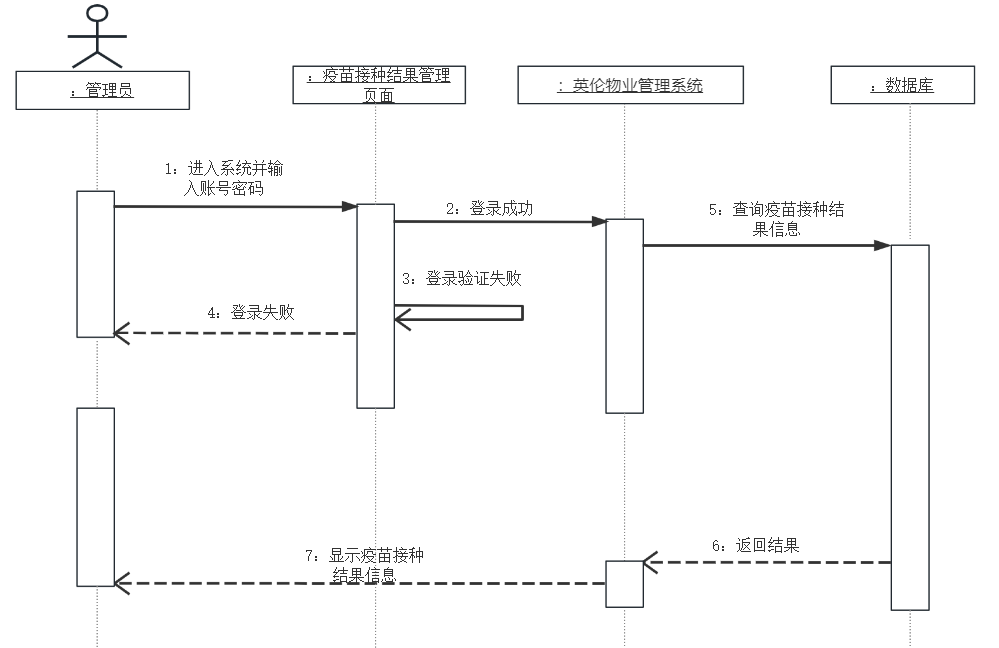 ：管理员
：疫苗接种结果管理
页面
：英伦物业管理系统
：数据库
1：进入系统并输
入账号密码
2：登录成功
5：查询疫苗接种结
果信息
3：登录验证失败
4：登录失败
6：返回结果
7：显示疫苗接种
结果信息